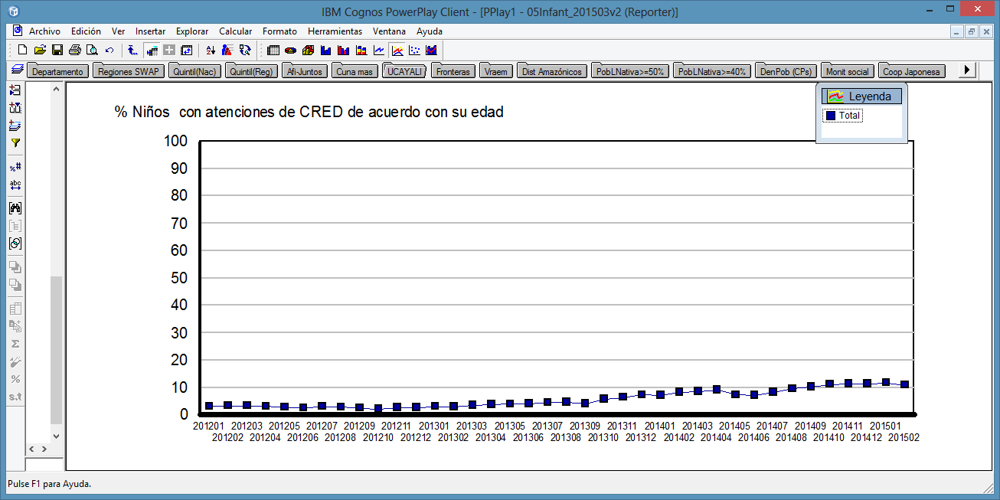 IBM Cognos PowerPlay Client - [PPlay1 - 05Infant_201503v2 (Reporter)]
Archivo Edición Ver Insertar Explorar Calcular Formato Herramientas Ventana Ayuda
Departamento Regiones SWAP Quintil(Nac) Quintil(Reg) Afi-Juntos Cuna mas UCAYALI Fronteras Vraem Dist Amazónicos PobLNativa>=50% PobLNativa>=40% DenPob (CPs) Monit social Coop Japonesa
Leyenda
Total
% Niños con atenciones de CRED de acuerdo con su edad
100
90
80
70
60
50
40
30
20
10
0
201201 201203 201205 201207 201209 201211 201301 201303 201305 201307 201309 201311 201401 201403 201405 201407 201409 201411 201501
201202 201204 201206 201208 201210 201212 201302 201304 201306 201308 201310 201312 201402 201404 201406 201408 201410 201412 201502
%#
abc
Σ
%
s.t
Pulse F1 para Ayuda.